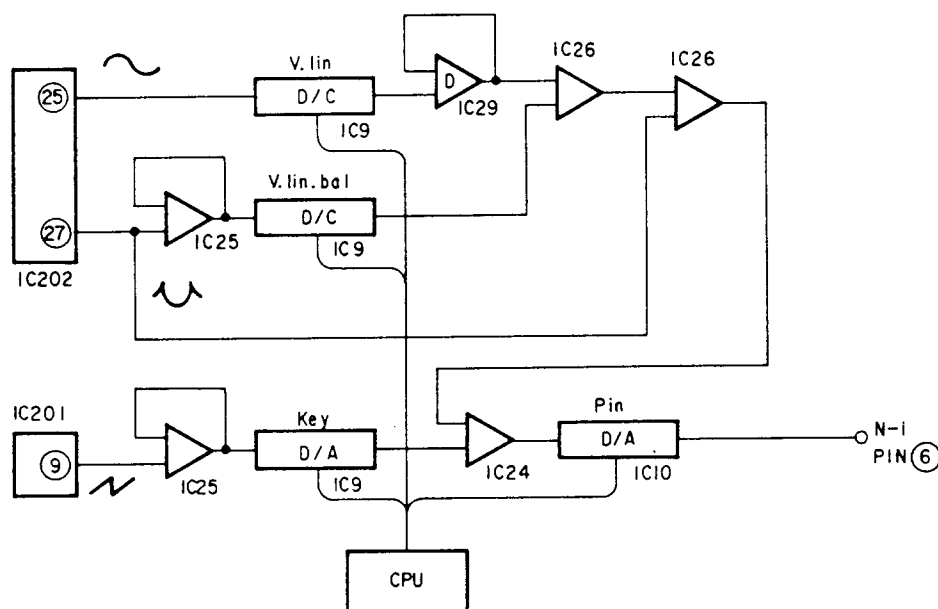 V.lin
25
D/C
IC9
D
IC29
IC26
IC26
27
IC202
IC25
V.lin.bal
D/C
IC9
IC201
9
IC25
Key
D/A
IC9
IC24
Pin
D/A
IC10
N-i
PIN 6
CPU